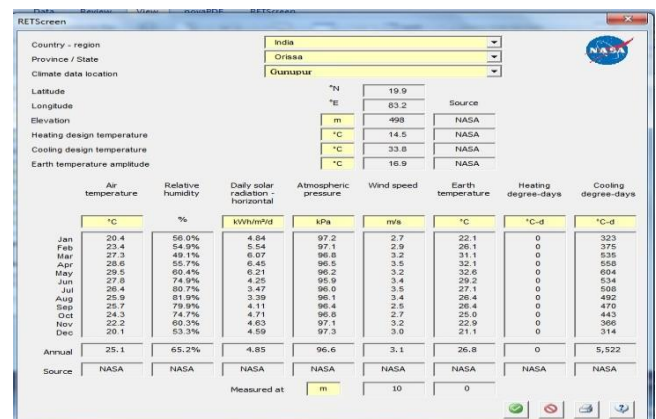 Data Review View novaPDF RETScreen
RETScreen
Country - region India
Province / State Orissa
Climate data location Gunupur
NASA
Latitude °N 19.9
Longitude °E 83.2 Source
Elevation m 498 NASA
Heating design temperature °C 14.5 NASA
Cooling design temperature °C 33.8 NASA
Earth temperature amplitude °C 16.9 NASA
Air temperature Relative humidity Daily solar radiation - horizontal Atmospheric pressure Wind speed Earth temperature Heating degree-days Cooling degree-days
°C % kWh/m²/d kPa m/s °C °C-d °C-d
Jan 20.4 56.0% 4.84 97.2 2.7 22.1 0 323
Feb 23.4 54.9% 5.54 97.1 2.9 26.1 0 375
Mar 27.3 49.1% 6.07 96.8 3.2 31.1 0 535
Apr 28.6 55.7% 6.45 96.5 3.5 32.1 0 558
May 29.5 60.4% 6.21 96.2 3.2 32.6 0 604
Jun 27.8 74.9% 4.25 95.9 3.4 29.2 0 534
Jul 26.4 80.7% 3.47 96.0 3.5 27.1 0 508
Aug 25.9 81.9% 3.39 96.1 3.4 26.4 0 492
Sep 25.7 79.9% 4.11 96.4 2.5 26.4 0 470
Oct 24.3 74.7% 4.71 96.8 2.7 25.0 0 443
Nov 22.2 60.3% 4.63 97.1 3.2 22.9 0 366
Dec 20.1 53.3% 4.59 97.3 3.0 21.1 0 314
Annual 25.1 65.2% 4.85 96.6 3.1 26.8 0 5,522
Source NASA NASA NASA NASA NASA NASA NASA NASA
Measured at m 10 0